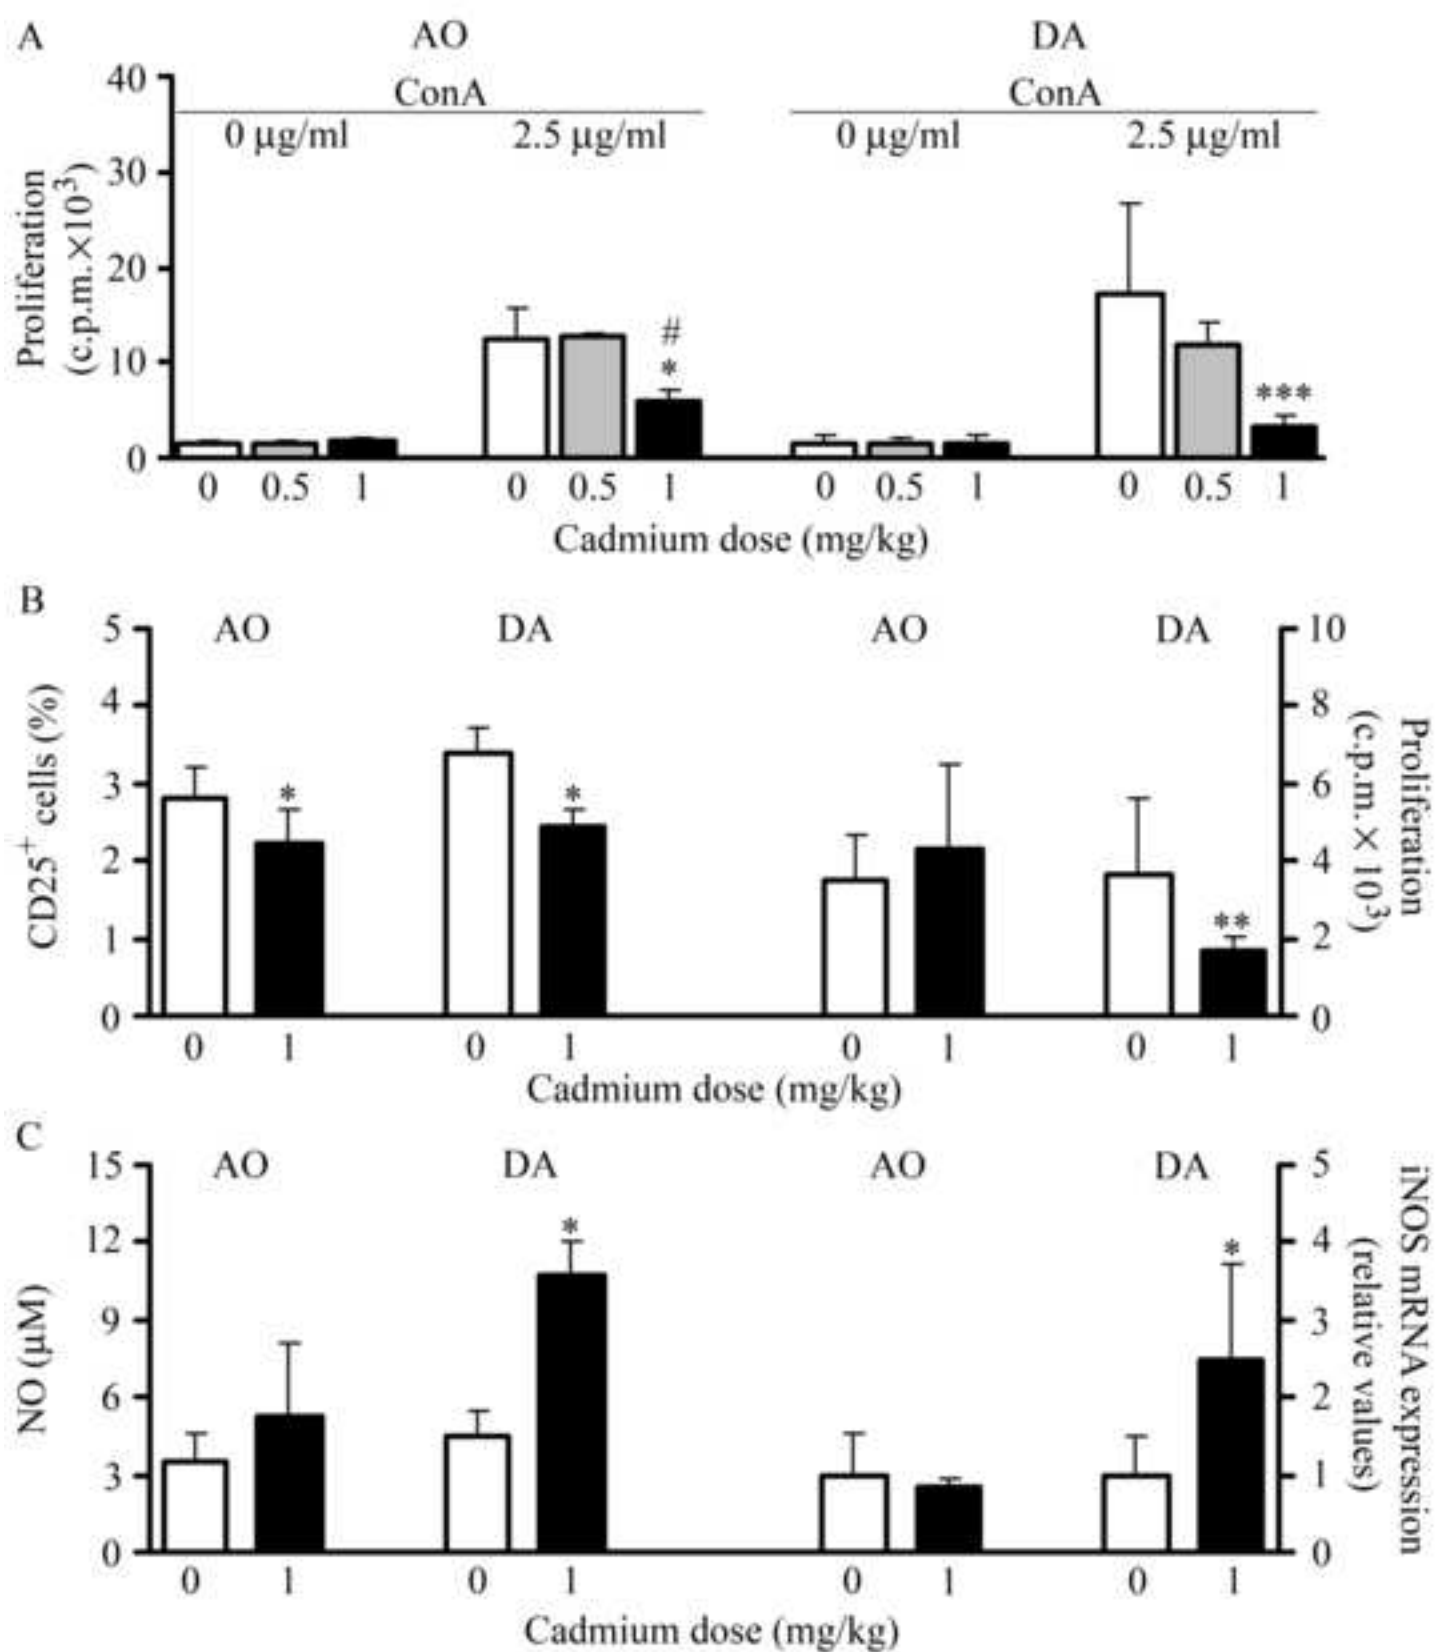 A
AO
DA
ConA
ConA
0 μg/ml
2.5 μg/ml
0 μg/ml
2.5 μg/ml
40
30
20
10
0
Proliferation
(c.p.m.×10³)
#
*
***
0 0.5 1 0 0.5 1 0 0.5 1 0 0.5 1
Cadmium dose (mg/kg)
B
AO
DA
AO
DA
5
4
3
2
1
0
CD25⁺ cells (%)
*
*
**
10
8
6
4
2
0
Proliferation
(c.p.m.× 10³)
0 1 0 1 0 1 0 1
Cadmium dose (mg/kg)
C
AO
DA
AO
DA
15
12
9
6
3
0
NO (μM)
*
*
5
4
3
2
1
0
iNOS mRNA expression
(relative values)
0 1 0 1 0 1 0 1
Cadmium dose (mg/kg)